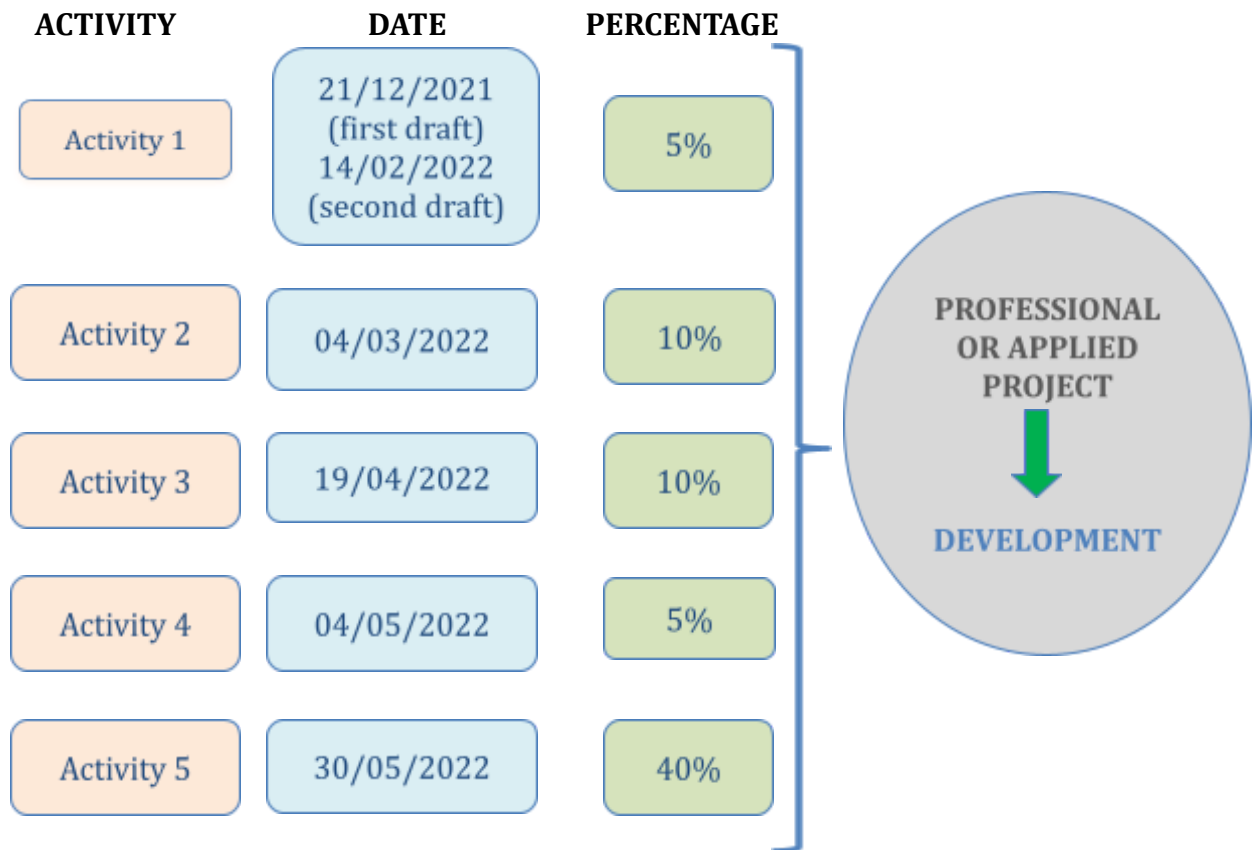 ACTIVITY DATE PERCENTAGE
Activity 1
21/12/2021
(first draft)
14/02/2022
(second draft)
5%
Activity 2
04/03/2022
10%
Activity 3
19/04/2022
10%
Activity 4
04/05/2022
5%
Activity 5
30/05/2022
40%
PROFESSIONAL
OR APPLIED
PROJECT
DEVELOPMENT